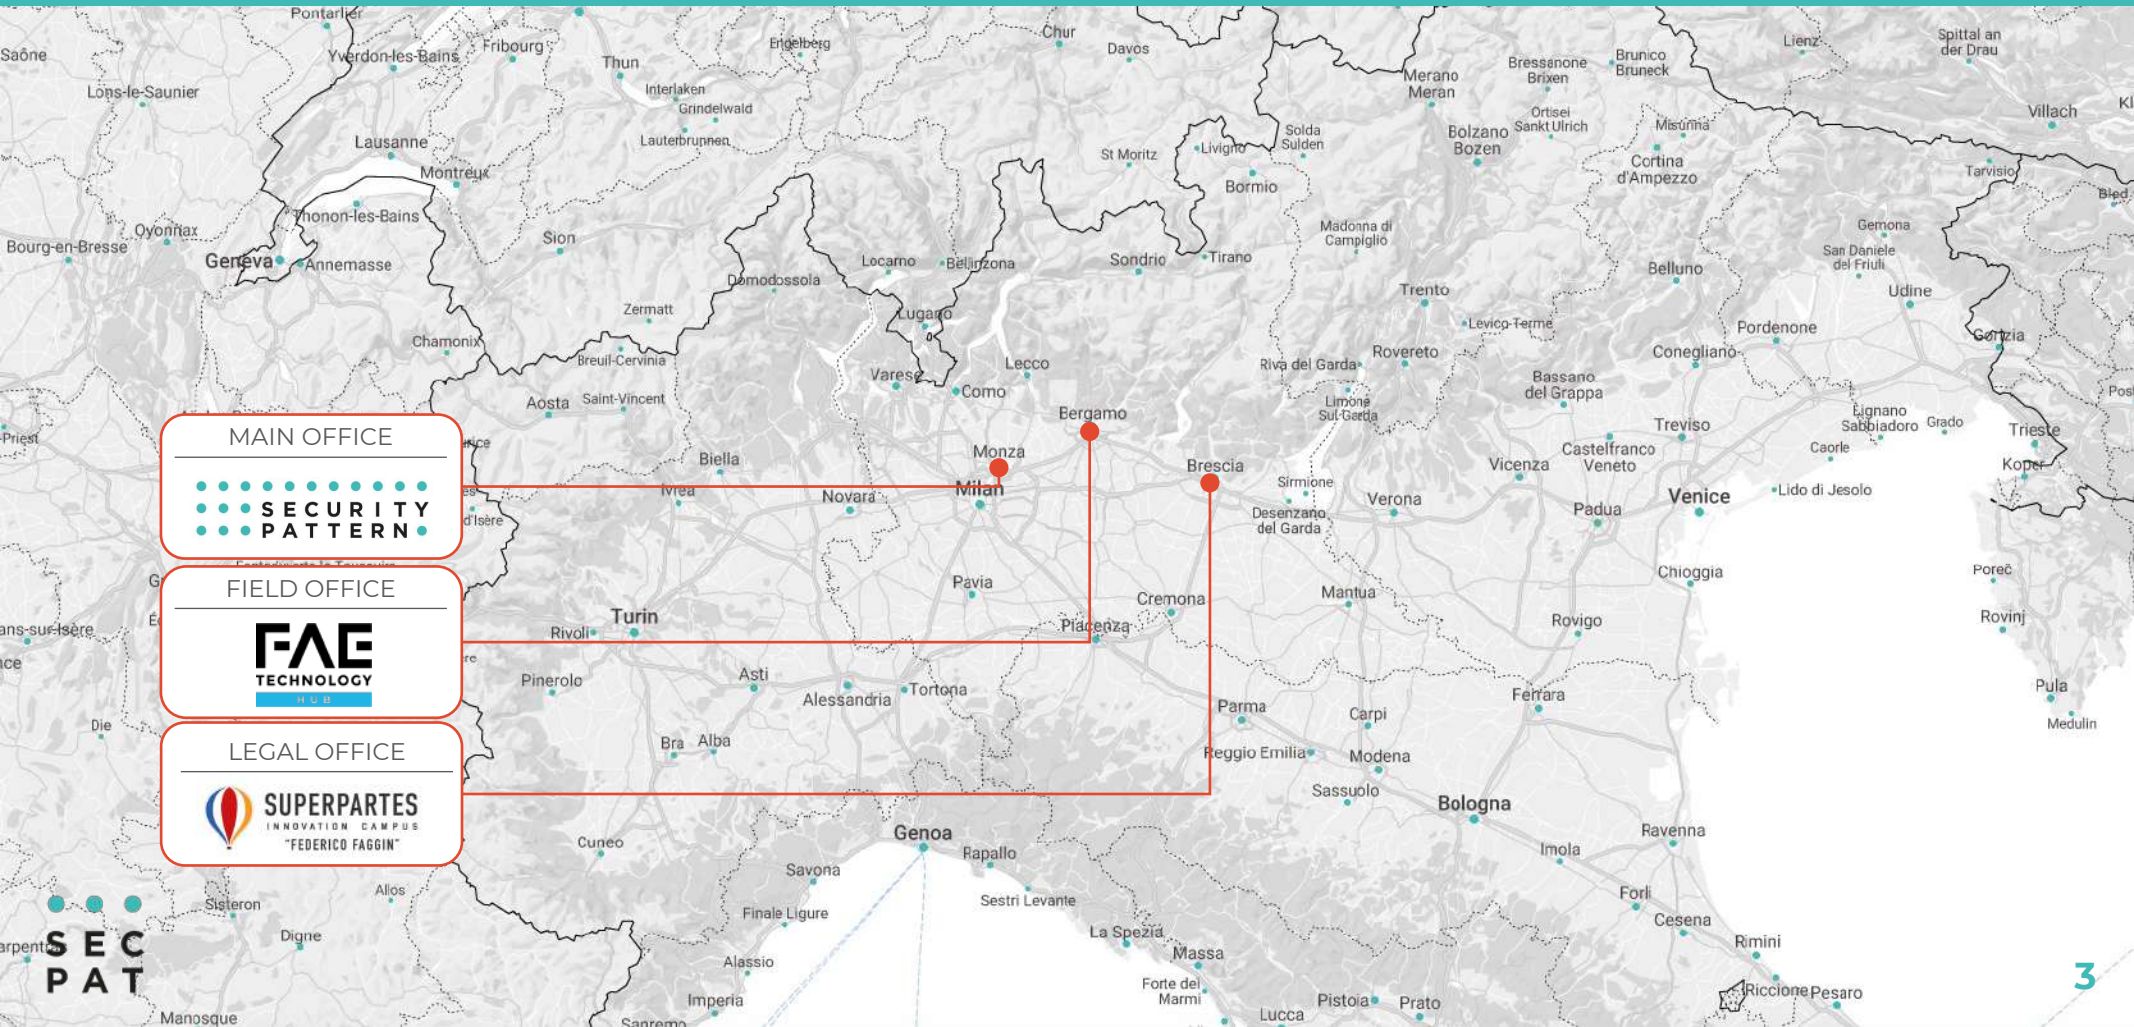 Pontarlier
Saône
Yverdon-les-Bains
Fribourg
Thun
Engelberg
Chur
Davos
Merano
Meran
Bressanone
Brixen
Brunico
Bruneck
Lienz
Spittal an
der Drau
Lons-le-Saunier
Interlaken
Grindelwald
Lauterbrunnen
Lausanne
Montreux
St Moritz
Livigno
Solda
Sulden
Bolzano
Bozen
Ortisei
Sankt Ulrich
Misurina
Villach
Kl
Cortina
d'Ampezzo
Tarvisio
Bled
Bormio
Thonon-les-Bains
Oyonnax
Bourg-en-Bresse
Geneva
Annemasse
Sion
Locarno
Bellinzona
Domodossola
Sondrio
Tirano
Madonna di
Campiglio
Belluno
Gemona
San Daniele
del Friuli
Udine
Trento
Levico Terme
Zermatt
Lugano
Chamonix
Breuil-Cervinia
Varese
Como
Lecco
Riva del Garda
Rovereto
Conegliano
Pordenone
Gorizia
Aosta
Saint-Vincent
Bergamo
Limone
Sul Garda
Bassano
del Grappa
Treviso
Lignano
Sabbiadoro
Grado
Trieste
Post
-Priest
MAIN OFFICE
SECURITY
PATTERN
Biella
Monza
Brescia
Sirmione
Vicenza
Castelfranco
Veneto
Caorle
Koper
Ivrea
Novara
Milan
Desenzano
del Garda
Verona
Padua
Venice
Lido di Jesolo
d'Isère
FIELD OFFICE
FAE
TECHNOLOGY
HUB
Pavia
Cremona
Mantua
Chioggia
Poreč
Turin
Rivoli
Piacenza
Rovigo
Rovinj
ans-sur-Isère
nce
Pinerolo
Asti
Alessandria
Tortona
Parma
Carpi
Ferrara
Pula
Medulin
Die
LEGAL OFFICE
SUPERPARTES
INNOVATION CAMPUS
"FEDERICO FAGGIN"
Bra
Alba
Reggio Emilia
Modena
Sassuolo
Bologna
Cuneo
Genoa
Rapallo
Savona
Imola
Ravenna
Sestri Levante
Finale Ligure
Forlì
Cesena
Allos
Sisteron
Digne
arpentras
SEC
PAT
La Spezia
Massa
Rimini
Alassio
Forte dei
Marmi
Riccione
Pesaro
Imperia
Pistoia
Prato
Lucca
Manosque
Sanremo
3